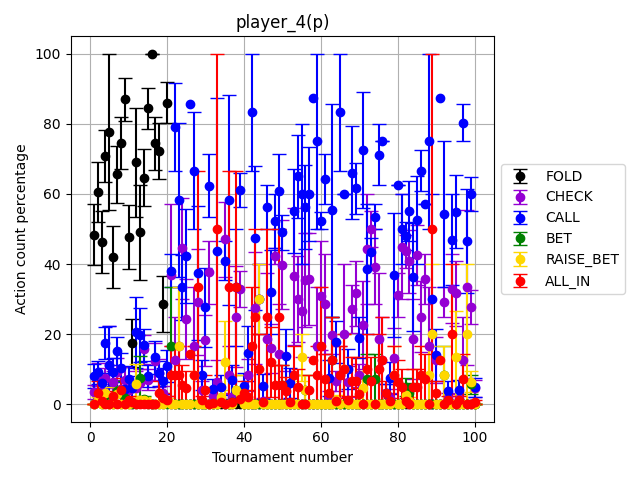 player_4(p)
Action count percentage
100
80
60
40
20
0
0 20 40 60 80 100
Tournament number
FOLD
CHECK
CALL
BET
RAISE_BET
ALL_IN